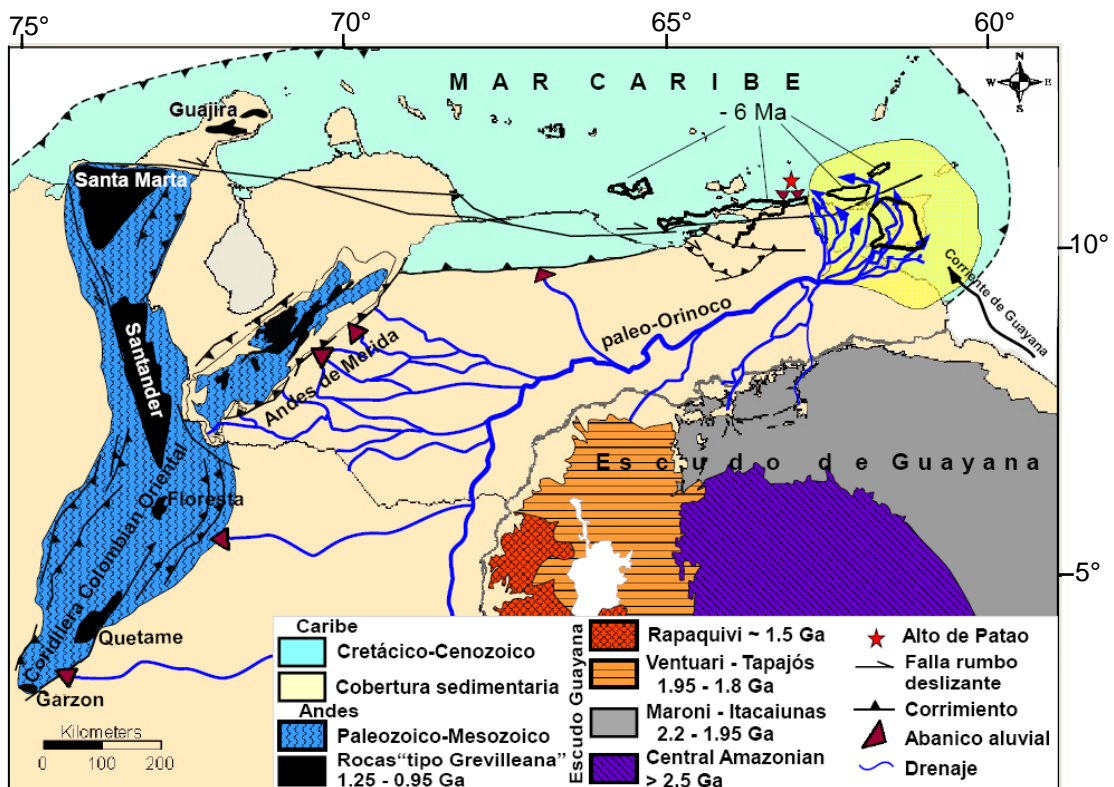 75°
70°
65°
60°
MAR CARIBE
N
W E
S
Guajira
- 6 Ma
Santa Marta
10°
Corriente de Guayana
paleo-Orinoco
Santander
Andes de Merida
Escudo de Guayana
Floresta
Coridilera Colombian Oriental
5°
Quetame
Garzon
Kilometers
0 100 200
Caribe
Cretácico-Cenozoico
Cobertura sedimentaria
Andes
Paleozoico-Mesozoico
Rocas“tipo Grevilleana”
1.25 - 0.95 Ga
Escudo Guayana
Rapaquivi ~ 1.5 Ga
Ventuari - Tapajós
1.95 - 1.8 Ga
Maroni - Itacaiunas
2.2 - 1.95 Ga
Central Amazonian
> 2.5 Ga
Alto de Patao
Falla rumbo
deslizante
Corrimiento
Abanico aluvial
Drenaje